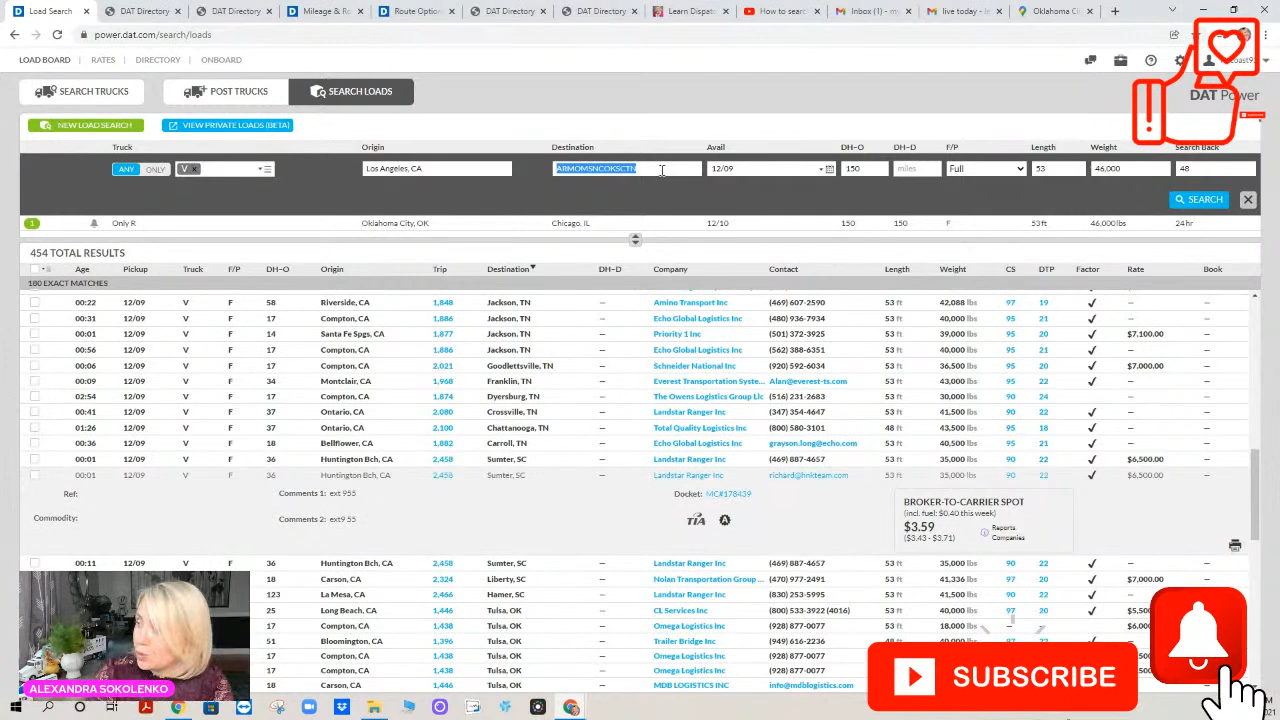 Load Search
DAT Directory
Mileage & Ro
Route Option
DAT Directory
DAT Directory
Learn Dispatc
How to searc
Inbox (1) - m
live today - le
Oklahoma Ci
power.dat.com/search/loads
LOAD BOARD RATES DIRECTORY ONBOARD
SEARCH TRUCKS POST TRUCKS SEARCH LOADS
DAT Power
NEW LOAD SEARCH VIEW PRIVATE LOADS (BETA)
Truck Origin Destination Avail DH–O DH–D F/P Length Weight Search Back
ANY ONLY V × Los Angeles, CA ARMOMSNCOKSCTN 12/09 150 miles Full 53 46,000 48
SEARCH
1 Only R Oklahoma City, OK Chicago, IL 12/10 150 150 F 53 ft 46,000 lbs 24 hr
454 TOTAL RESULTS
Age Pickup Truck F/P DH–O Origin Trip Destination DH–D Company Contact Length Weight CS DTP Factor Rate Book
180 EXACT MATCHES
00:22 12/09 V F 58 Riverside, CA 1,848 Jackson, TN – Amino Transport Inc (469) 607-2590 53 ft 42,088 lbs 97 19 ✓ – –
00:31 12/09 V F 17 Compton, CA 1,886 Jackson, TN – Echo Global Logistics Inc (480) 936-7934 53 ft 40,000 lbs 95 21 ✓ – –
00:01 12/09 V F 14 Santa Fe Spgs, CA 1,877 Jackson, TN – Priority 1 Inc (501) 372-3925 53 ft 39,000 lbs 95 20 ✓ $7,100.00 –
00:56 12/09 V F 17 Compton, CA 1,886 Jackson, TN – Echo Global Logistics Inc (562) 388-6351 53 ft 40,000 lbs 95 21 ✓ – –
00:06 12/09 V F 17 Compton, CA 2,021 Goodlettsville, TN – Schneider National Inc (920) 592-6034 53 ft 36,500 lbs 95 20 ✓ $7,000.00 –
00:09 12/09 V F 34 Montclair, CA 1,968 Franklin, TN – Everest Transportation Syste... Alan@everest-ts.com 53 ft 43,000 lbs 95 22 ✓ – –
02:54 12/09 V F 17 Compton, CA 1,874 Dyersburg, TN – The Owens Logistics Group Llc (516) 231-2683 53 ft 30,000 lbs 90 24 – –
00:41 12/09 V F 37 Ontario, CA 2,080 Crossville, TN – Landstar Ranger Inc (347) 354-4647 53 ft 41,500 lbs 90 22 ✓ – –
01:26 12/09 V F 37 Ontario, CA 2,100 Chattanooga, TN – Total Quality Logistics Inc (800) 580-3101 48 ft 43,500 lbs 95 18 ✓ – –
00:36 12/09 V F 18 Bellflower, CA 1,882 Carroll, TN – Echo Global Logistics Inc grayson.long@echo.com 53 ft 40,500 lbs 95 21 ✓ – –
00:01 12/09 V F 36 Huntington Bch, CA 2,458 Sumter, SC – Landstar Ranger Inc (469) 887-4657 53 ft 35,000 lbs 90 22 ✓ $6,500.00 –
00:01 12/09 V F 36 Huntington Bch, CA 2,458 Sumter, SC – Landstar Ranger Inc richard@hnkteam.com 53 ft 35,000 lbs 90 22 ✓ $6,500.00 –
Ref: Comments 1: ext 955 Docket: MC#178439
Commodity: Comments 2: ext9 55 TIA A
BROKER-TO-CARRIER SPOT
(incl. fuel: $0.40 this week)
$3.59
($3.43 - $3.71)
Reports
Companies
00:11 12/09 V F 36 Huntington Bch, CA 2,458 Sumter, SC – Landstar Ranger Inc (469) 887-4657 53 ft 35,000 lbs 90 22 ✓ – –
18 Carson, CA 2,324 Liberty, SC – Nolan Transportation Group ... (970) 477-2491 53 ft 41,336 lbs 97 20 ✓ $7,000.00 –
123 La Mesa, CA 2,466 Hamer, SC – Landstar Ranger Inc (830) 253-5995 53 ft 41,500 lbs 90 22 ✓
25 Long Beach, CA 1,446 Tulsa, OK – CL Services Inc (800) 533-3922 (4016) 53 ft 40,000 lbs 97 20 ✓
17 Compton, CA 1,438 Tulsa, OK – Omega Logistics Inc (928) 877-0077 53 ft 18,000 lbs
51 Bloomington, CA 1,396 Tulsa, OK – Trailer Bridge Inc (949) 616-2236
17 Compton, CA 1,438 Tulsa, OK – Omega Logistics Inc (928) 877-0077
17 Compton, CA 1,438 Tulsa, OK – Omega Logistics Inc (928) 877-0077
18 Carson, CA 1,446 Tulsa, OK – MDB LOGISTICS INC info@mdblogistics.com
ALEXANDRA SOKOLENKO
SUBSCRIBE